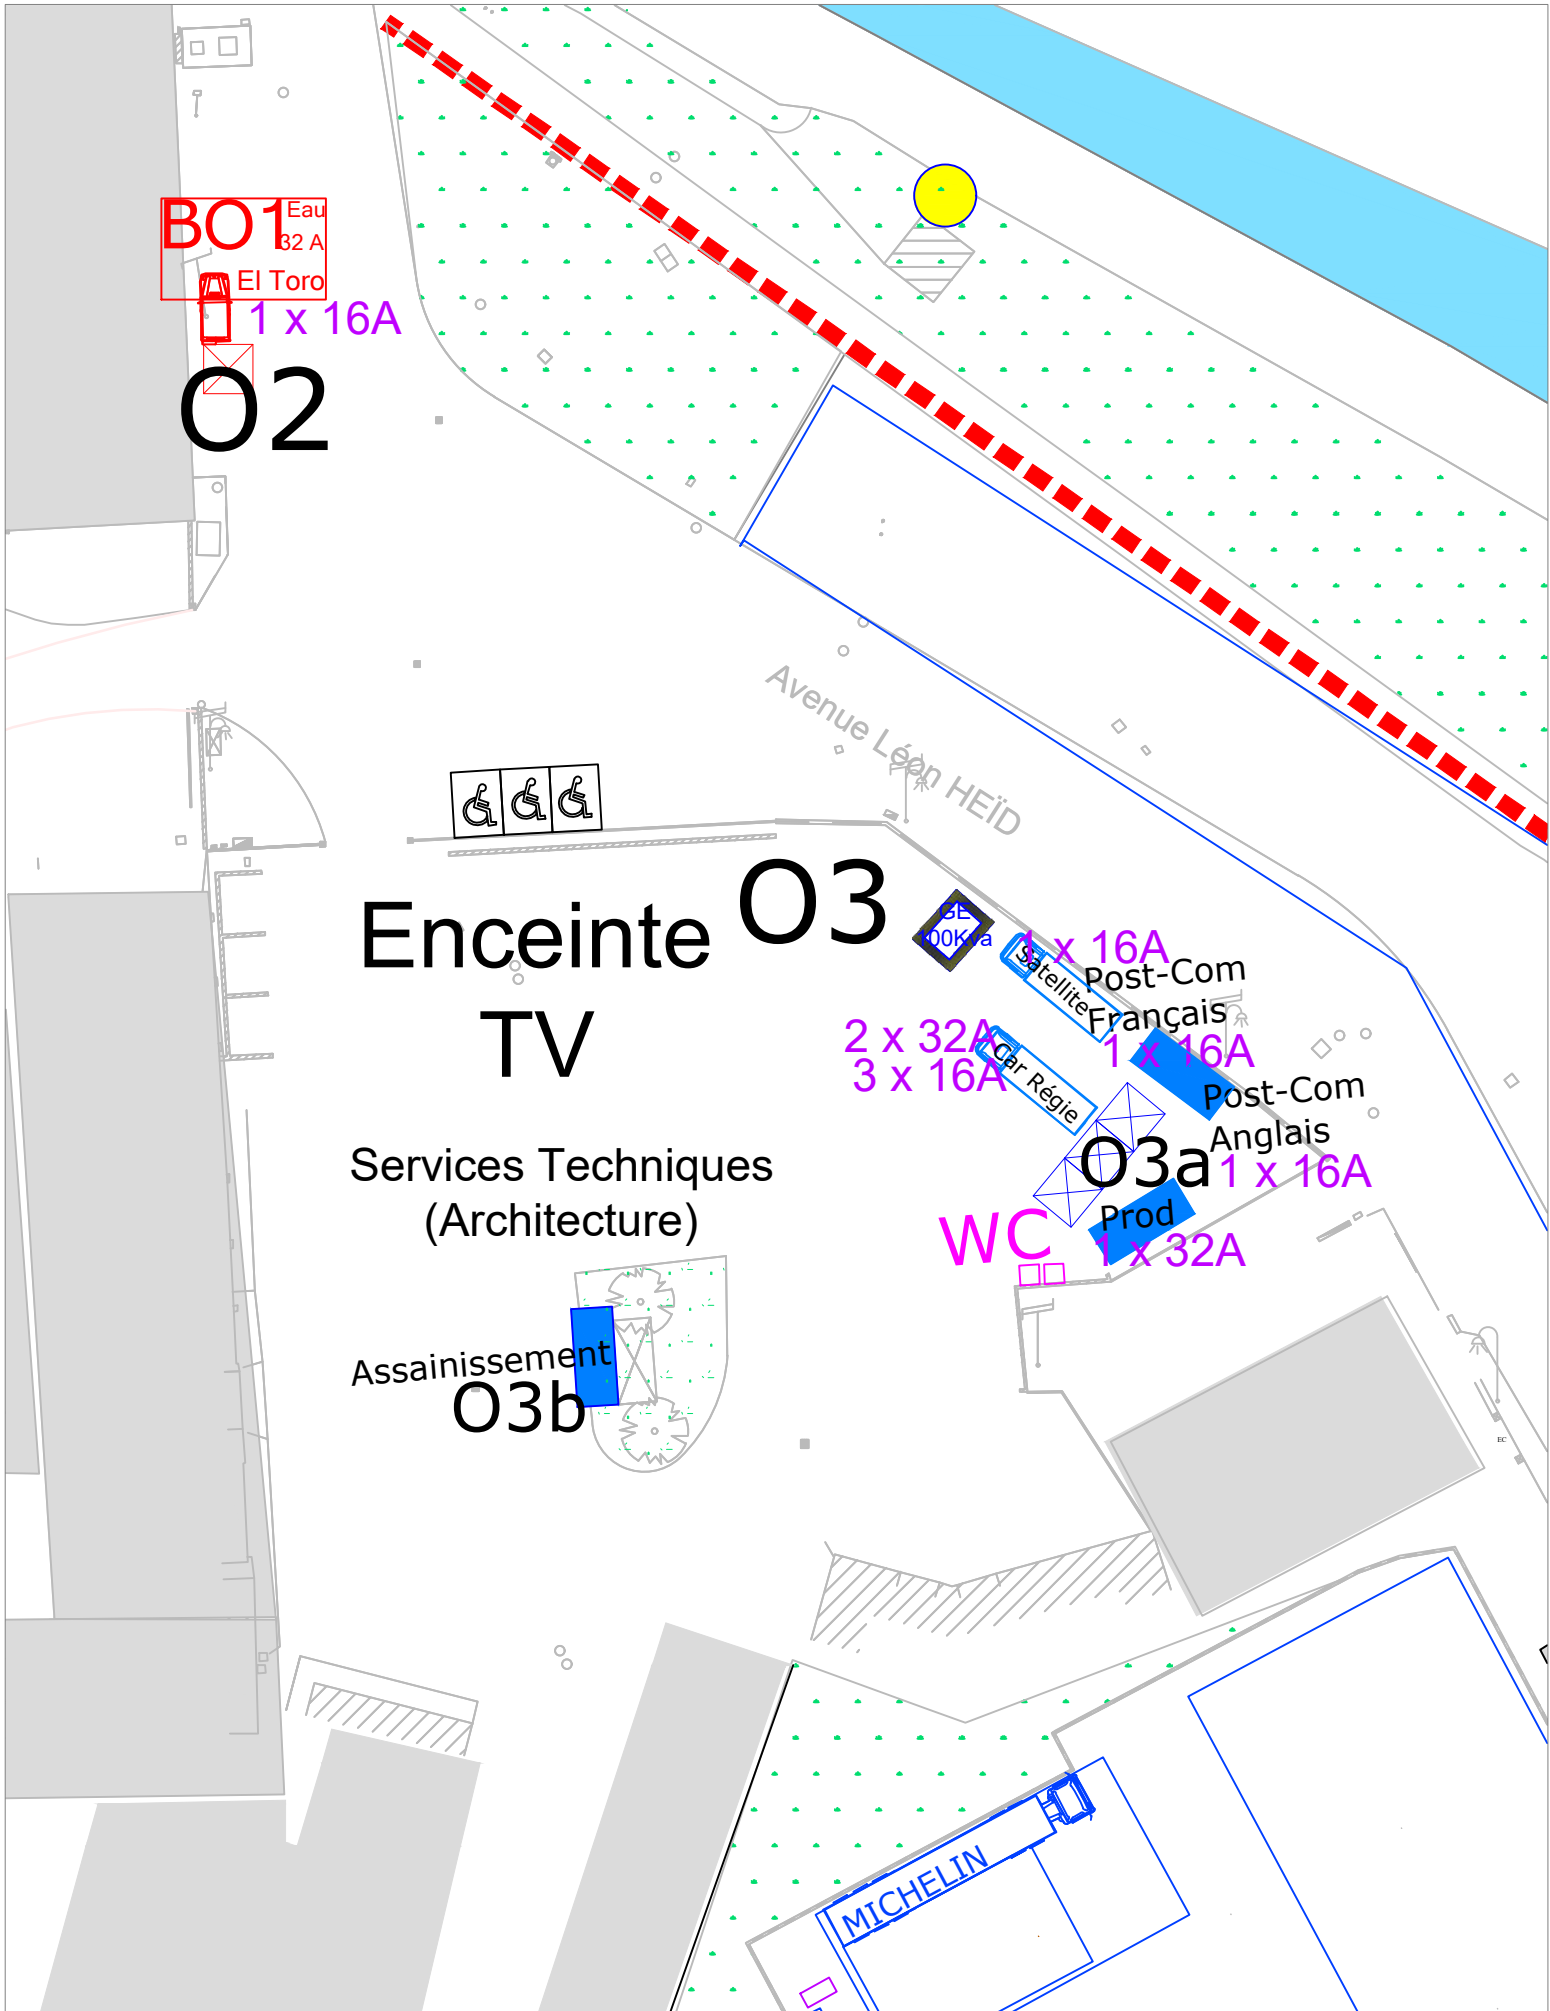 BO1
Eau
32 A
El Toro
1 x 16A
O2
Avenue Léon HEÏD
O3
Enceinte
TV
GE
100Kva
1 x 16A
Satellite
Post-Com
Français
1 x 16A
2 x 32A
3 x 16A
Car Régie
Post-Com
Anglais
1 x 16A
O3a
Prod
1 x 32A
WC
Services Techniques
(Architecture)
Assainissement
O3b
EC
MICHELIN